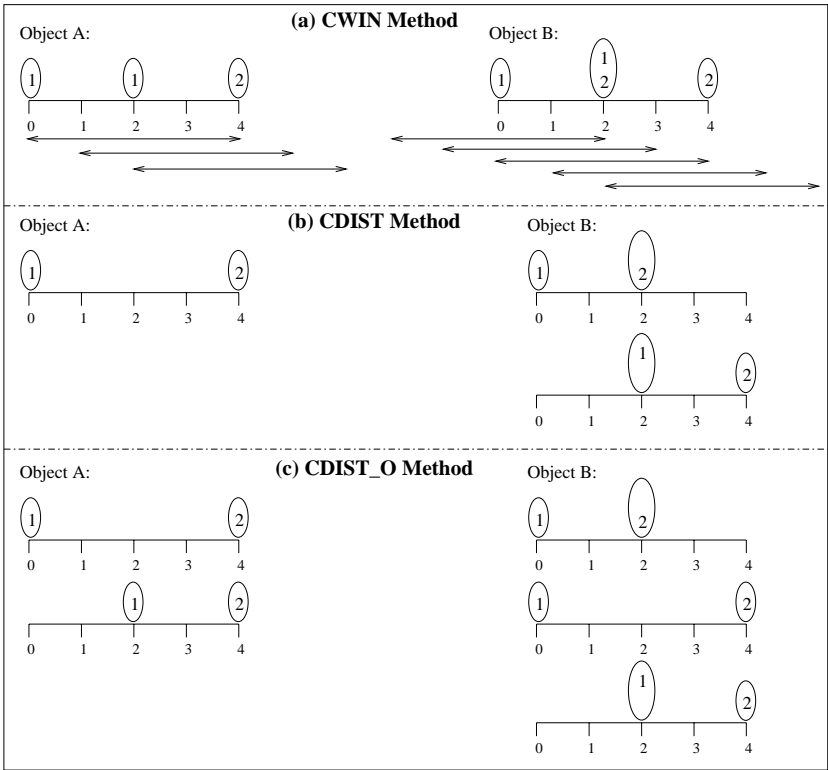 (a) CWIN Method
Object A:
Object B:
1 1 2
1 1 2
2
0 1 2 3 4
0 1 2 3 4
(b) CDIST Method
Object A:
Object B:
1 2
1 2
0 1 2 3 4
0 1 2 3 4
1 2
0 1 2 3 4
(c) CDIST_O Method
Object A:
Object B:
1 2
1 2
0 1 2 3 4
0 1 2 3 4
1 2
1 2
0 1 2 3 4
0 1 2 3 4
1 2
0 1 2 3 4